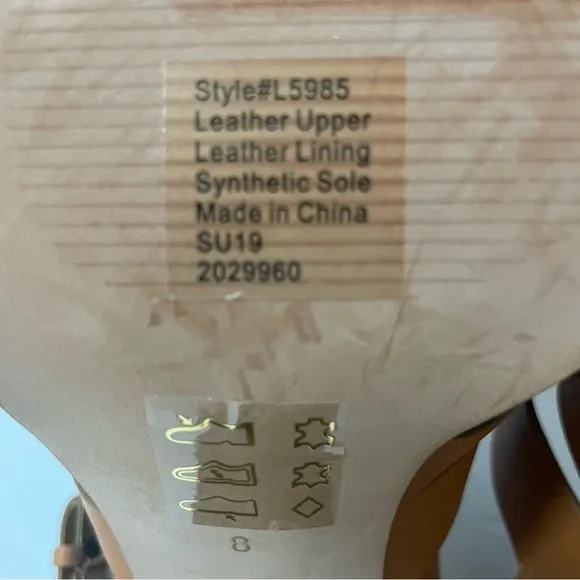 Style#L5985
Leather Upper
Leather Lining
Synthetic Sole
Made in China
SU19
2029960
8